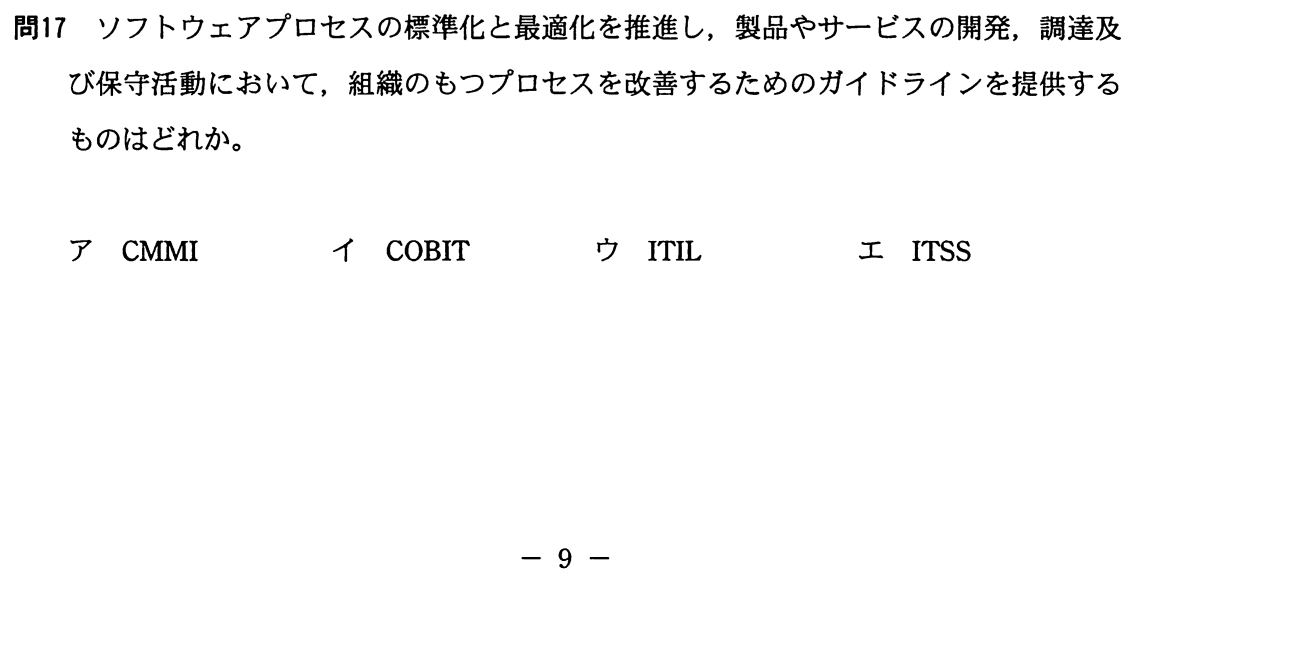 問17　ソフトウェアプロセスの標準化と最適化を推進し，製品やサービスの開発，調達及
び保守活動において，組織のもつプロセスを改善するためのガイドラインを提供する
ものはどれか。
ア　CMMI　イ　COBIT　ウ　ITIL　エ　ITSS
－ 9 －